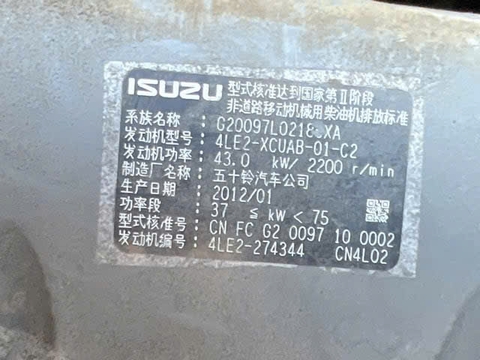 ISUZU 型式核准达到国家第Ⅱ阶段
非道路移动机械用柴油机排放标准
系族名称: G20097L0218 XA
发动机型号: 4LE2-XCUAB-01-C2
发动机功率: 43.0 kW/ 2200 r/min
制造厂名称: 五十铃汽车公司
生产日期: 2012/01
功率段: 37 ≤ kW < 75
型式核准号: CN FC G2 0097 10 0002
发动机编号: 4LE2-274344 CN4L02